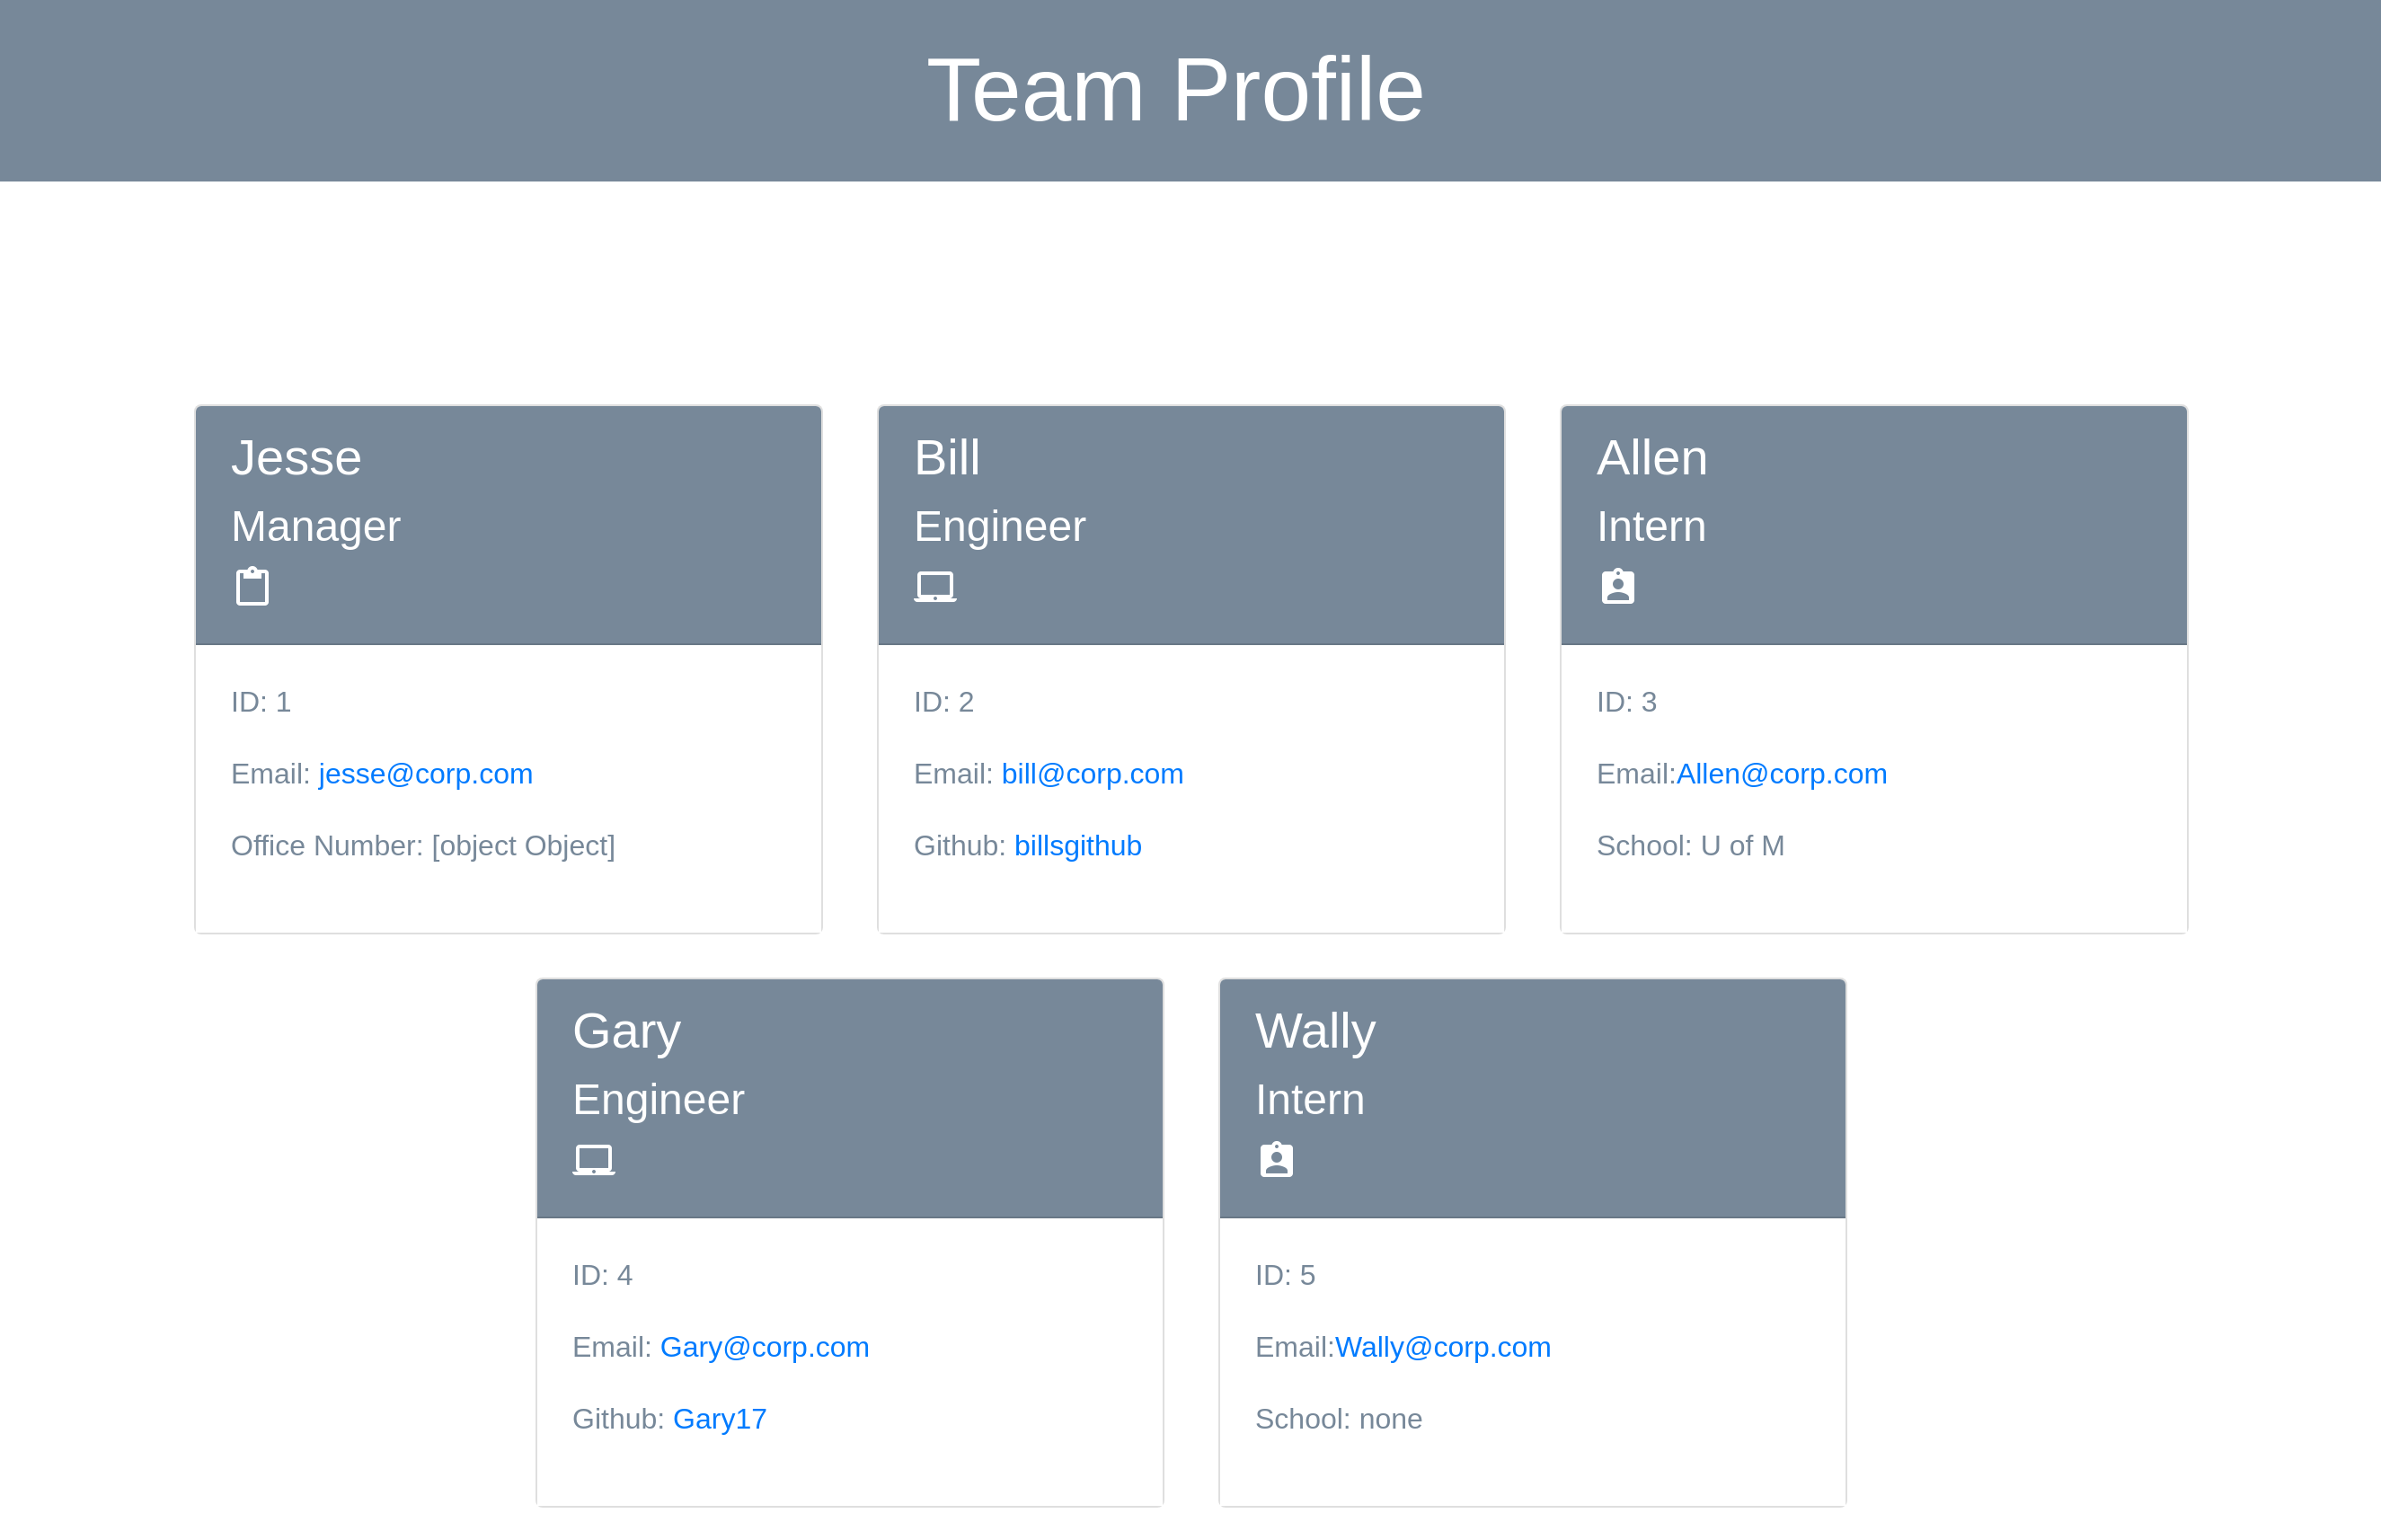 Team Profile
Jesse
Manager
ID: 1
Email: jesse@corp.com
Office Number: [object Object]
Bill
Engineer
ID: 2
Email: bill@corp.com
Github: billsgithub
Allen
Intern
ID: 3
Email:Allen@corp.com
School: U of M
Gary
Engineer
ID: 4
Email: Gary@corp.com
Github: Gary17
Wally
Intern
ID: 5
Email:Wally@corp.com
School: none